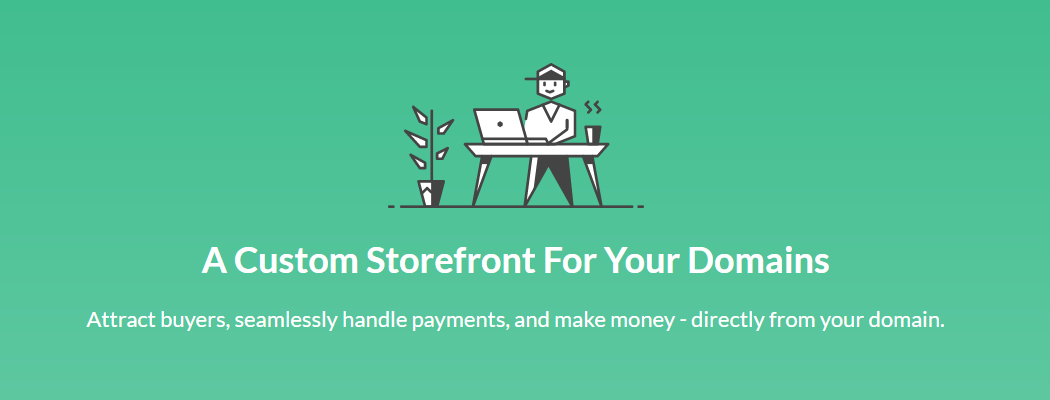 A Custom Storefront For Your Domains
Attract buyers, seamlessly handle payments, and make money - directly from your domain.